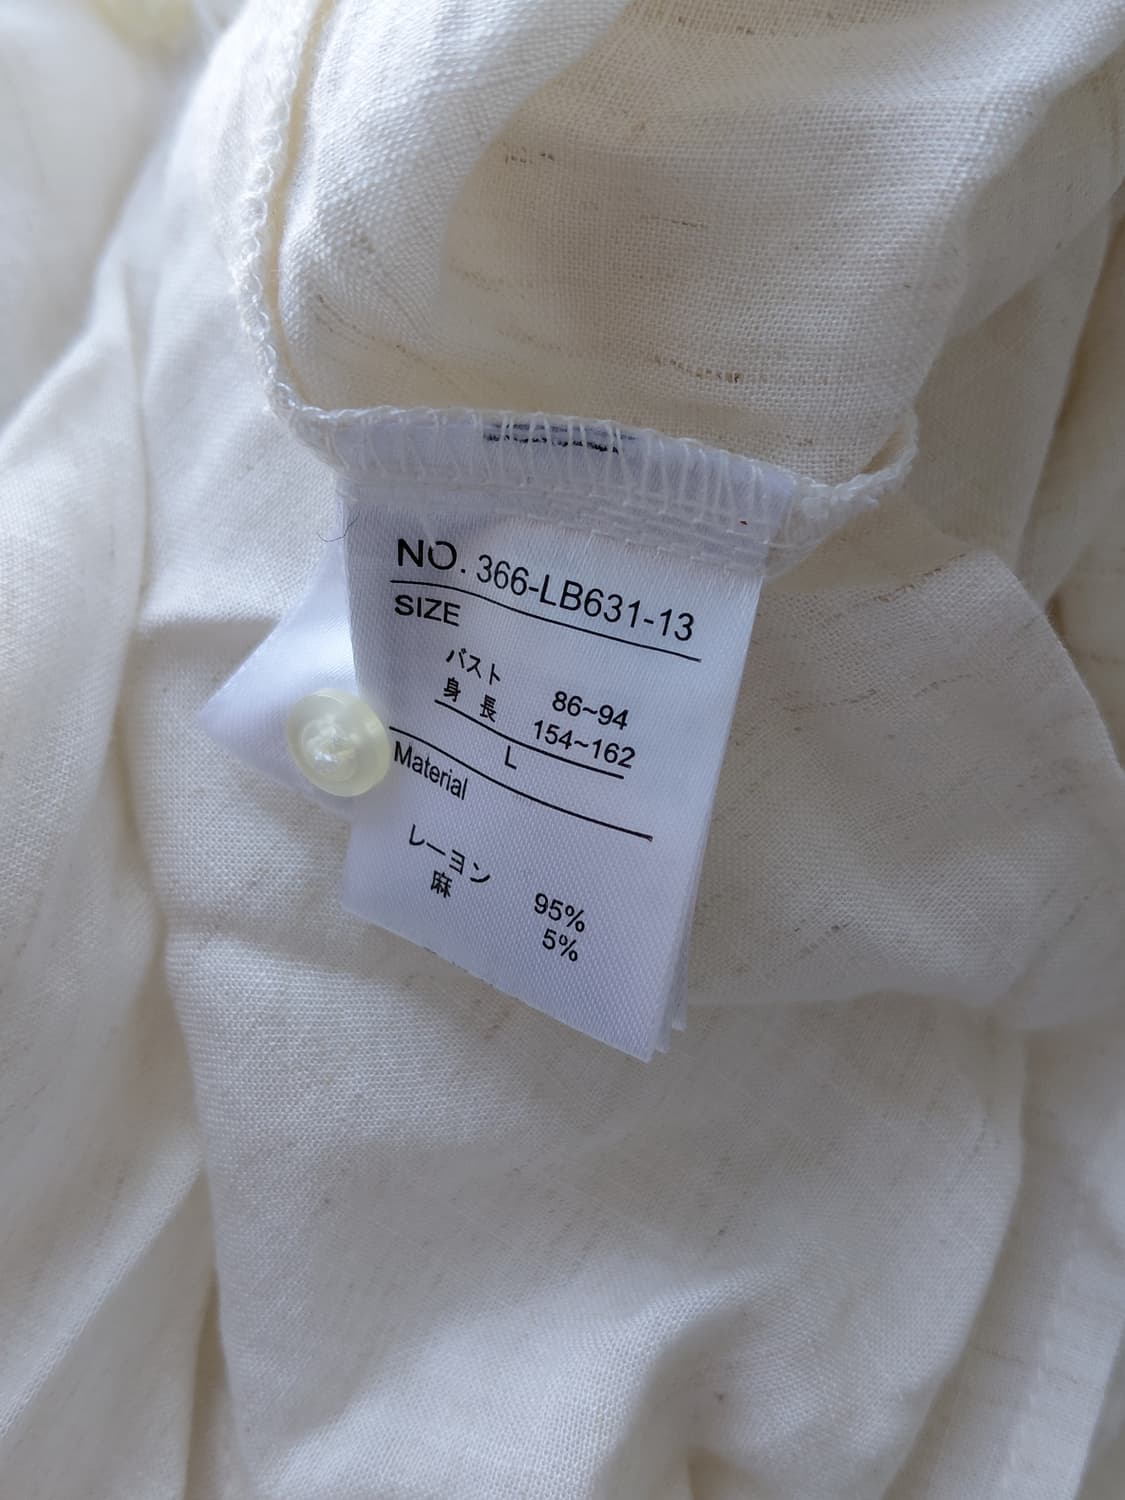 NO. 366-LB631-13
SIZE
バスト 86~94
身 長 154~162
L
Material
レーヨン 95%
麻 5%